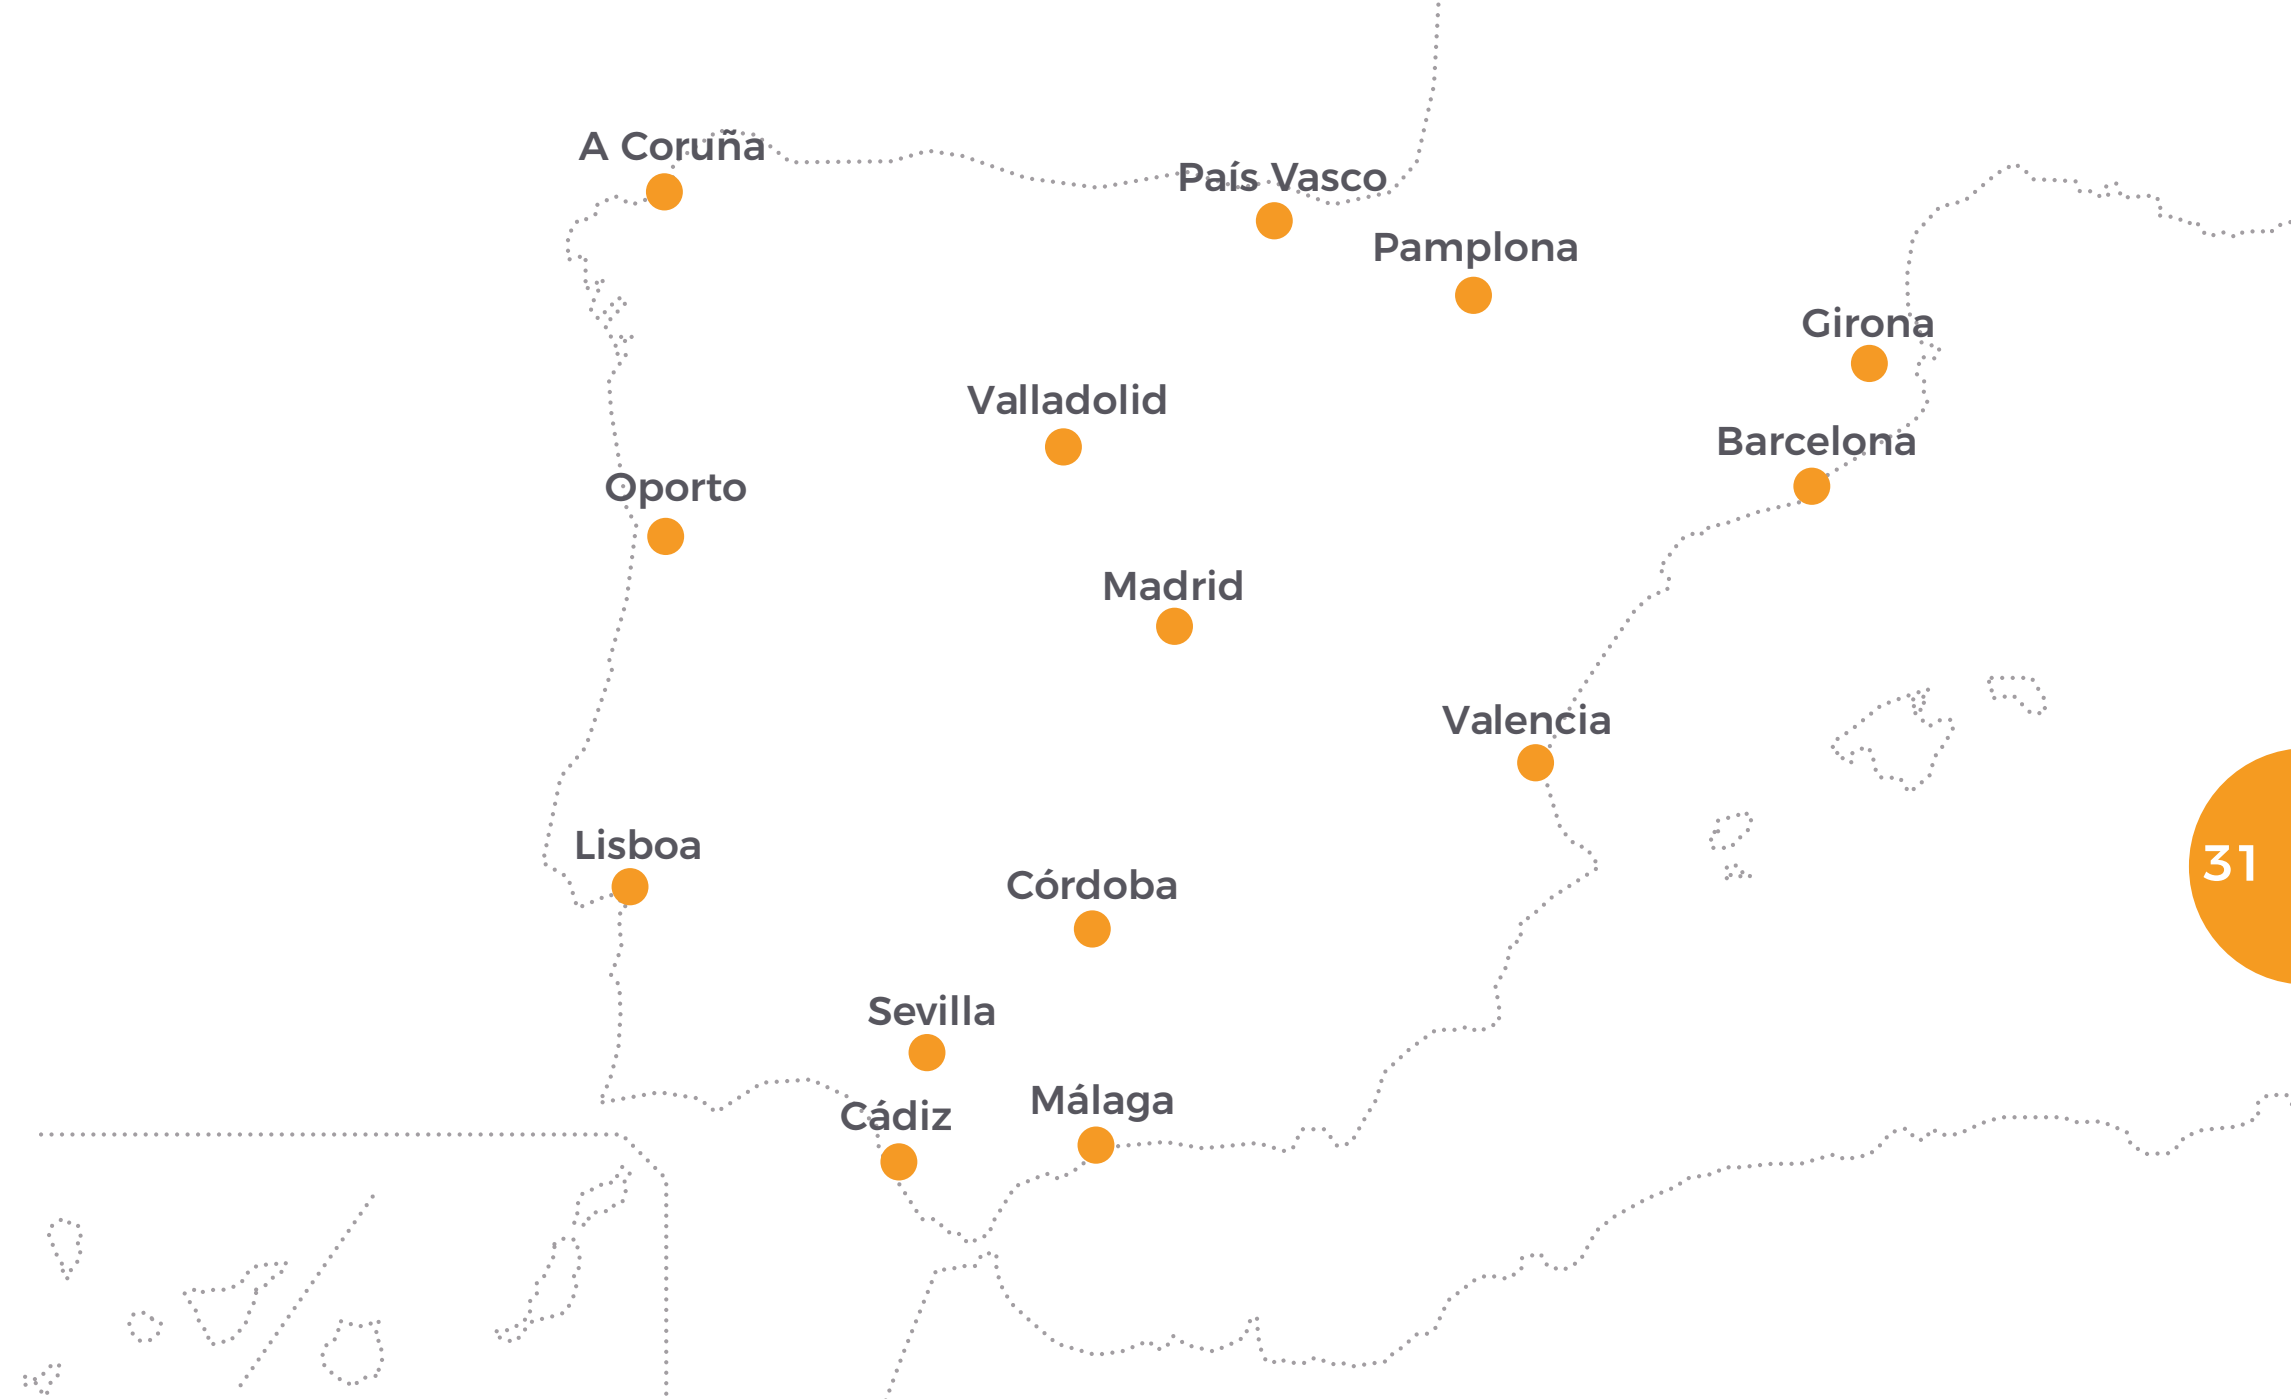 A Coruña
País Vasco
Pamplona
Girona
Valladolid
Barcelona
Oporto
Madrid
Valencia
Lisboa
31
Córdoba
Sevilla
Málaga
Cádiz